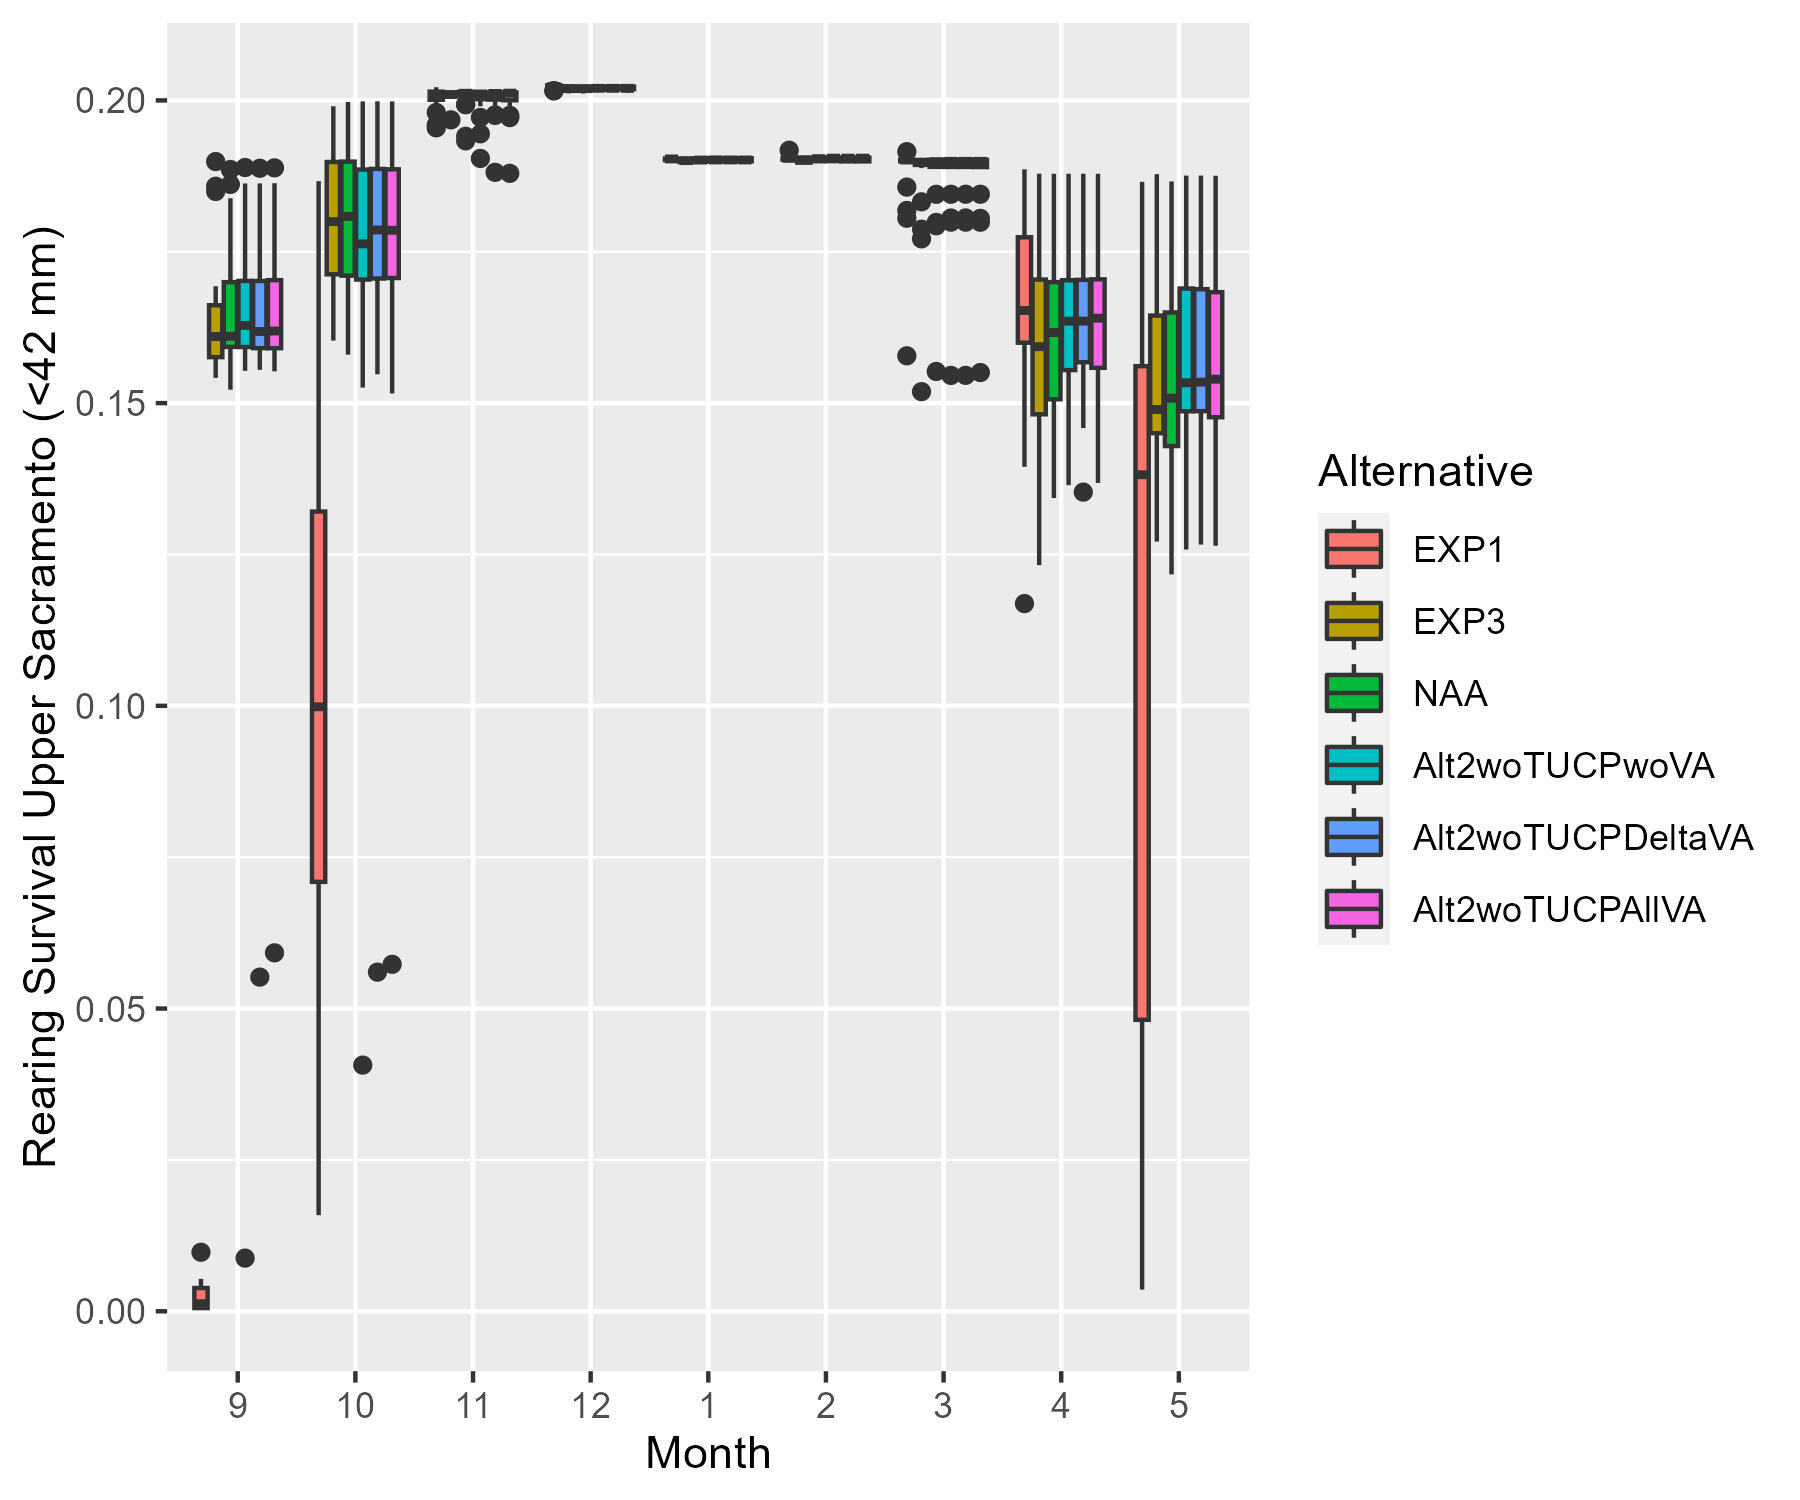 Rearing Survival Upper Sacramento (<42 mm)
0.20
0.15
0.10
0.05
0.00
9 10 11 12 1 2 3 4 5
Month
Alternative
EXP1
EXP3
NAA
Alt2woTUCPwoVA
Alt2woTUCPDeltaVA
Alt2woTUCPAllVA